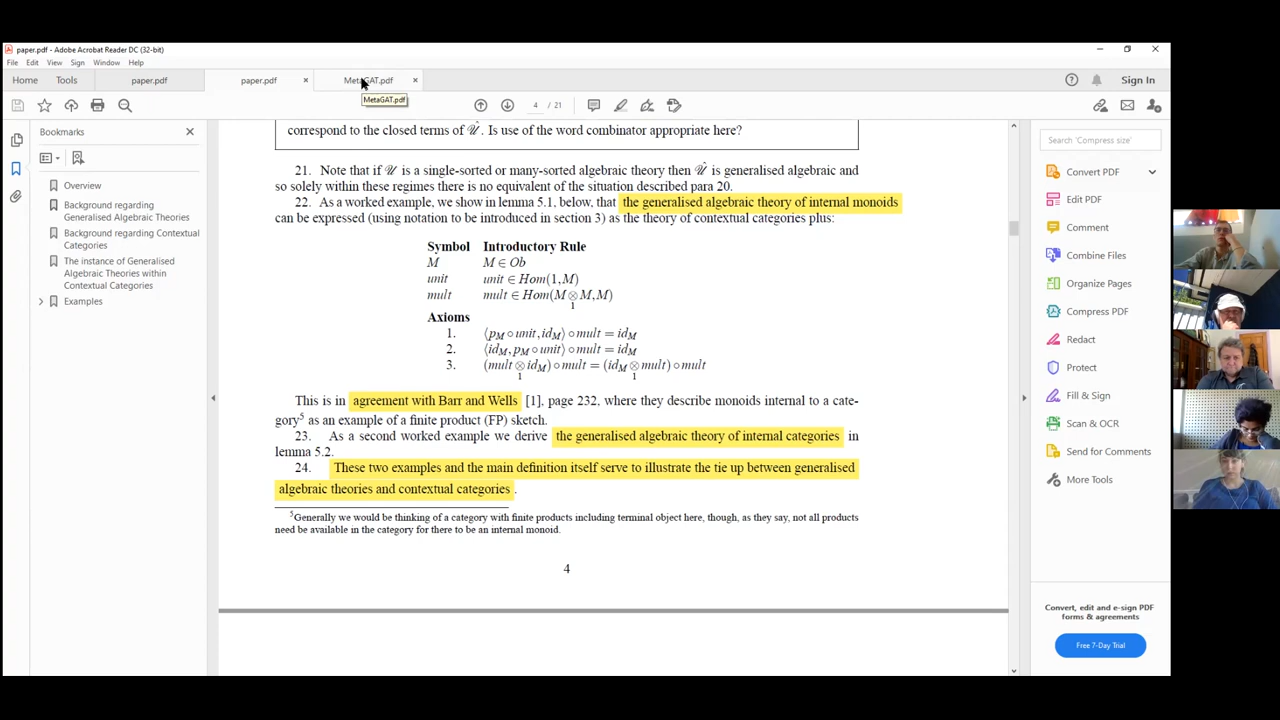 paper.pdf - Adobe Acrobat Reader DC (32-bit)
File Edit View Sign Window Help
Home Tools paper.pdf paper.pdf × MetaGAT.pdf × Sign In
MetaGAT.pdf
4 / 21
Bookmarks
Overview
Background regarding
Generalised Algebraic Theories
Background regarding Contextual
Categories
The instance of Generalised
Algebraic Theories within
Contextual Categories
Examples
correspond to the closed terms of 𝒰̂. Is use of the word combinator appropriate here?
21. Note that if 𝒰 is a single-sorted or many-sorted algebraic theory then 𝒰̂ is generalised algebraic and
so solely within these regimes there is no equivalent of the situation described para 20.
22. As a worked example, we show in lemma 5.1, below, that the generalised algebraic theory of internal monoids
can be expressed (using notation to be introduced in section 3) as the theory of contextual categories plus:
Symbol Introductory Rule
M M ∈ Ob
unit unit ∈ Hom(1,M)
mult mult ∈ Hom(M ⊗₁ M,M)
Axioms
1. ⟨p_M ∘ unit, id_M⟩ ∘ mult = id_M
2. ⟨id_M, p_M ∘ unit⟩ ∘ mult = id_M
3. (mult ⊗₁ id_M) ∘ mult = (id_M ⊗₁ mult) ∘ mult
This is in agreement with Barr and Wells [1], page 232, where they describe monoids internal to a cate-
gory⁵ as an example of a finite product (FP) sketch.
23. As a second worked example we derive the generalised algebraic theory of internal categories in
lemma 5.2.
24. These two examples and the main definition itself serve to illustrate the tie up between generalised
algebraic theories and contextual categories .
⁵Generally we would be thinking of a category with finite products including terminal object here, though, as they say, not all products
need be available in the category for there to be an internal monoid.
4
Search 'Compress size'
Convert PDF
Edit PDF
Comment
Combine Files
Organize Pages
Compress PDF
Redact
Protect
Fill & Sign
Scan & OCR
Send for Comments
More Tools
Convert, edit and e-sign PDF
forms & agreements
Free 7-Day Trial